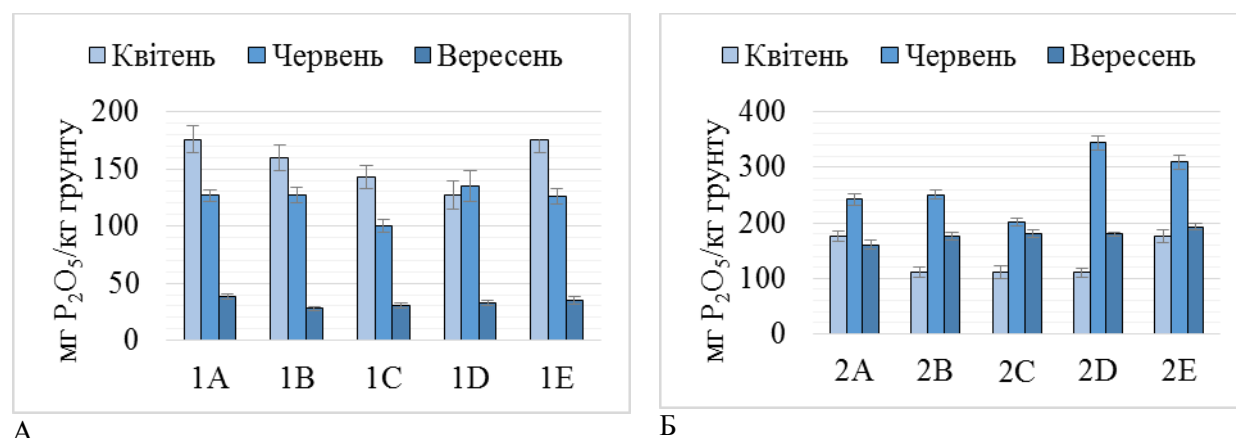 Квітень Червень Вересень
мг P₂O₅/кг грунту
200
150
100
50
0
1A 1B 1C 1D 1E
А
Квітень Червень Вересень
мг P₂O₅/кг грунту
400
300
200
100
0
2A 2B 2C 2D 2E
Б